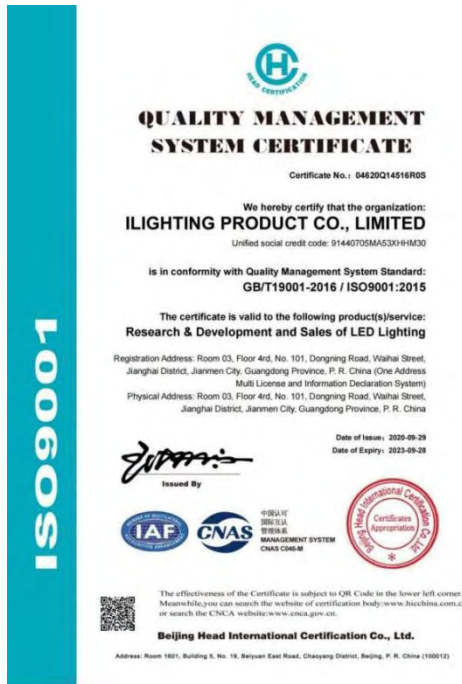 HEAD CERTIFICATION
QUALITY MANAGEMENT
SYSTEM CERTIFICATE
Certificate No.: 04620Q14516R0S
We hereby certify that the organization:
ILIGHTING PRODUCT CO., LIMITED
Unified social credit code: 91440705MA53XHHM30
is in conformity with Quality Management System Standard:
GB/T19001-2016 / ISO9001:2015
The certificate is valid to the following product(s)/service:
Research & Development and Sales of LED Lighting
Registration Address: Room 03, Floor 4rd, No. 101, Dongning Road, Waihai Street,
Jianghai District, Jianmen City, Guangdong Province, P. R. China (One Address
Multi License and Information Declaration System)
Physical Address: Room 03, Floor 4rd, No. 101, Dongning Road, Waihai Street,
Jianghai District, Jianmen City, Guangdong Province, P. R. China
Date of Issue: 2020-09-29
Date of Expiry: 2023-09-28
Issued By
ISO9001
IAF
CNAS
中国认可
国际互认
管理体系
MANAGEMENT SYSTEM
CNAS C046-M
Beijing Head International Certification Co., Ltd
Certificates
Appropriation
The effectiveness of the Certificate is subject to QR Code in the lower left corner.
Meanwhile,you can search the website of certification body:www.hicchina.com.c
or search the CNCA website:www.cnca.gov.cn.
Beijing Head International Certification Co., Ltd.
Address: Room 1601, Building 5, No. 19, Beiyuan East Road, Chaoyang District, Beijing, P. R. China (100012)